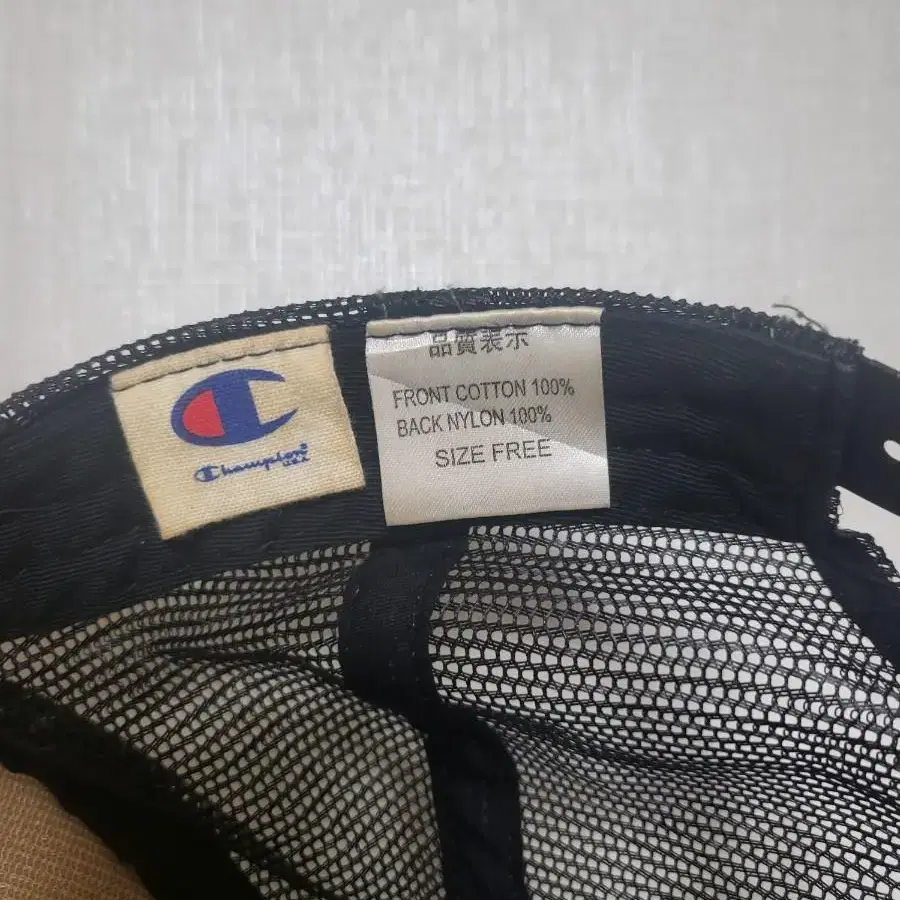 Champion®
USA
品質表示
FRONT COTTON 100%
BACK NYLON 100%
SIZE FREE